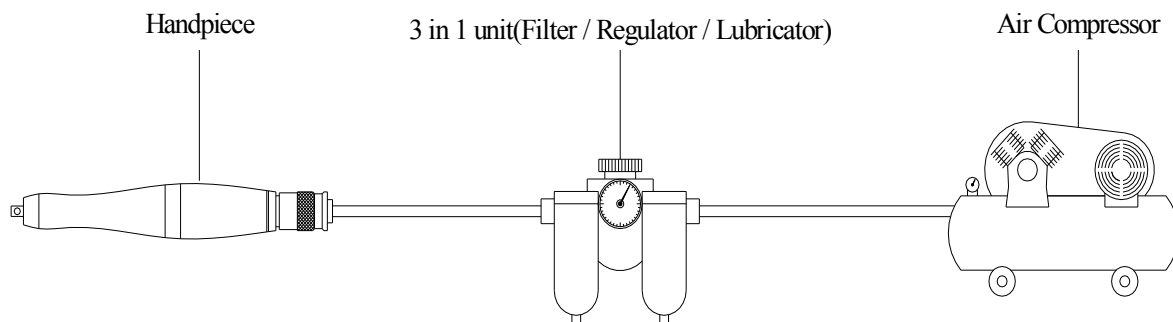 Handpiece
3 in 1 unit(Filter / Regulator / Lubricator)
Air Compressor